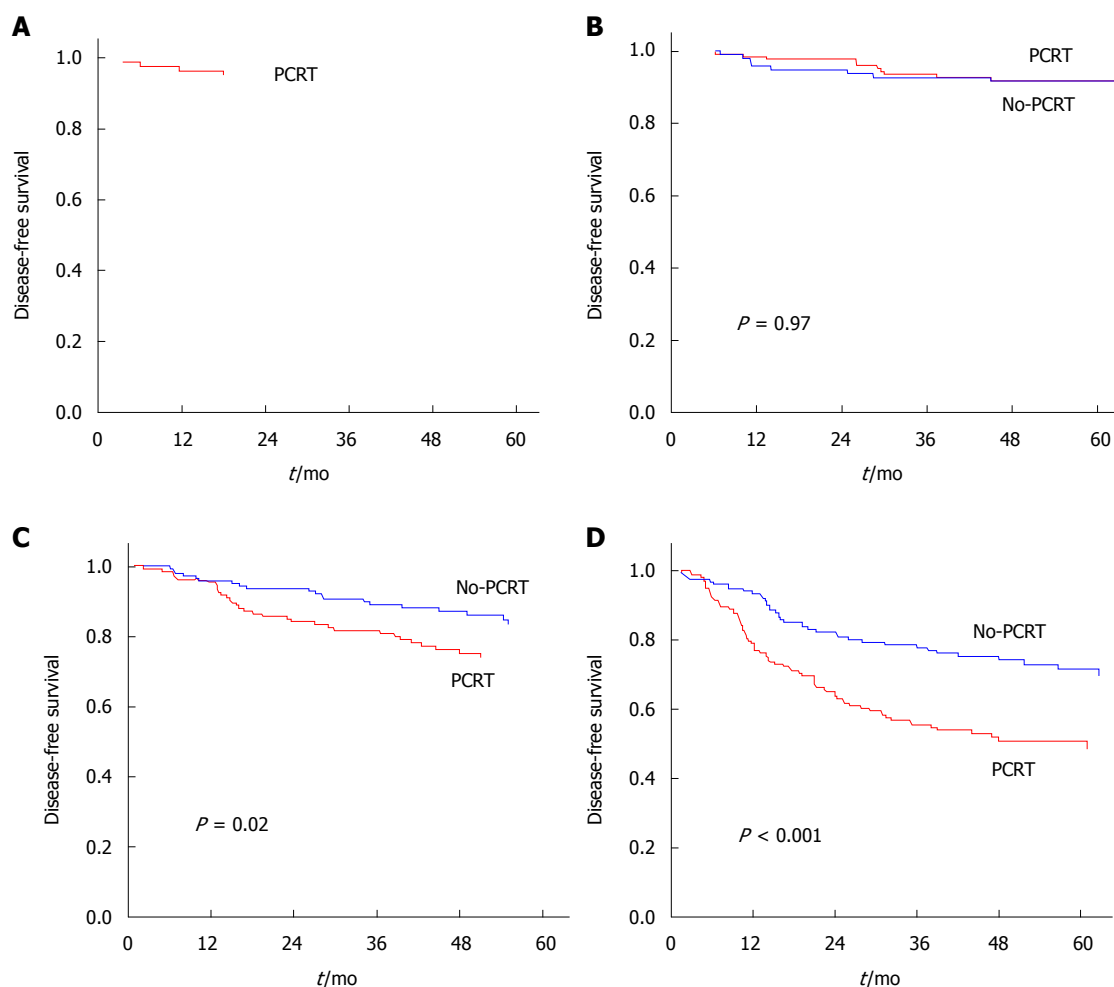 A
1.0
0.8
0.6
0.4
0.2
0.0
Disease-free survival
PCRT
0 12 24 36 48 60
t/mo
B
1.0
0.8
0.6
0.4
0.2
0.0
Disease-free survival
PCRT
No-PCRT
P = 0.97
0 12 24 36 48 60
t/mo
C
1.0
0.8
0.6
0.4
0.2
0.0
Disease-free survival
No-PCRT
PCRT
P = 0.02
0 12 24 36 48 60
t/mo
D
1.0
0.8
0.6
0.4
0.2
0.0
Disease-free survival
No-PCRT
PCRT
P < 0.001
0 12 24 36 48 60
t/mo